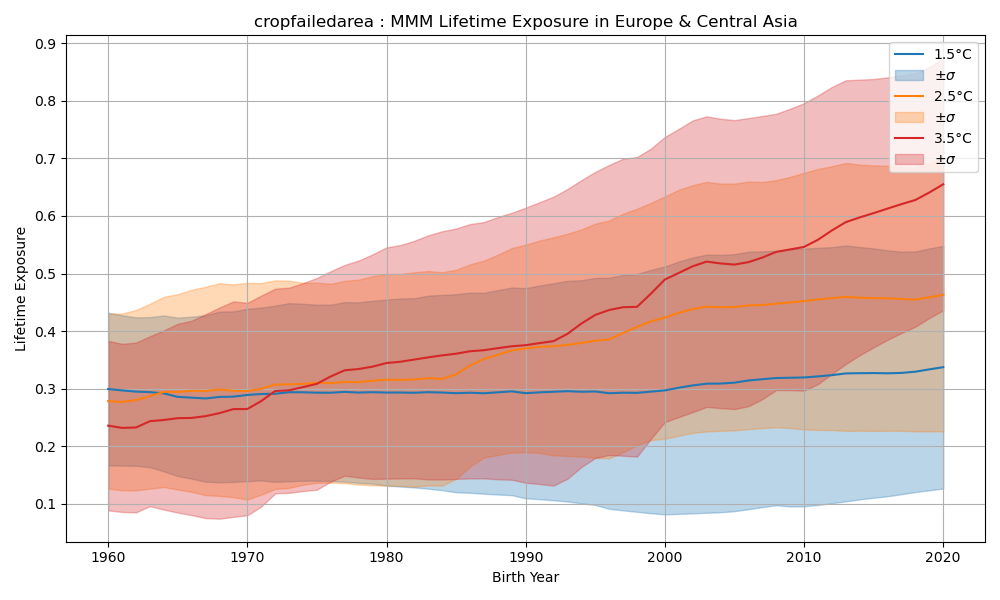 cropfailedarea : MMM Lifetime Exposure in Europe & Central Asia
0.9
0.8
0.7
0.6
0.5
0.4
0.3
0.2
0.1
Lifetime Exposure
1.5°C
±σ
2.5°C
±σ
3.5°C
±σ
1960 1970 1980 1990 2000 2010 2020
Birth Year